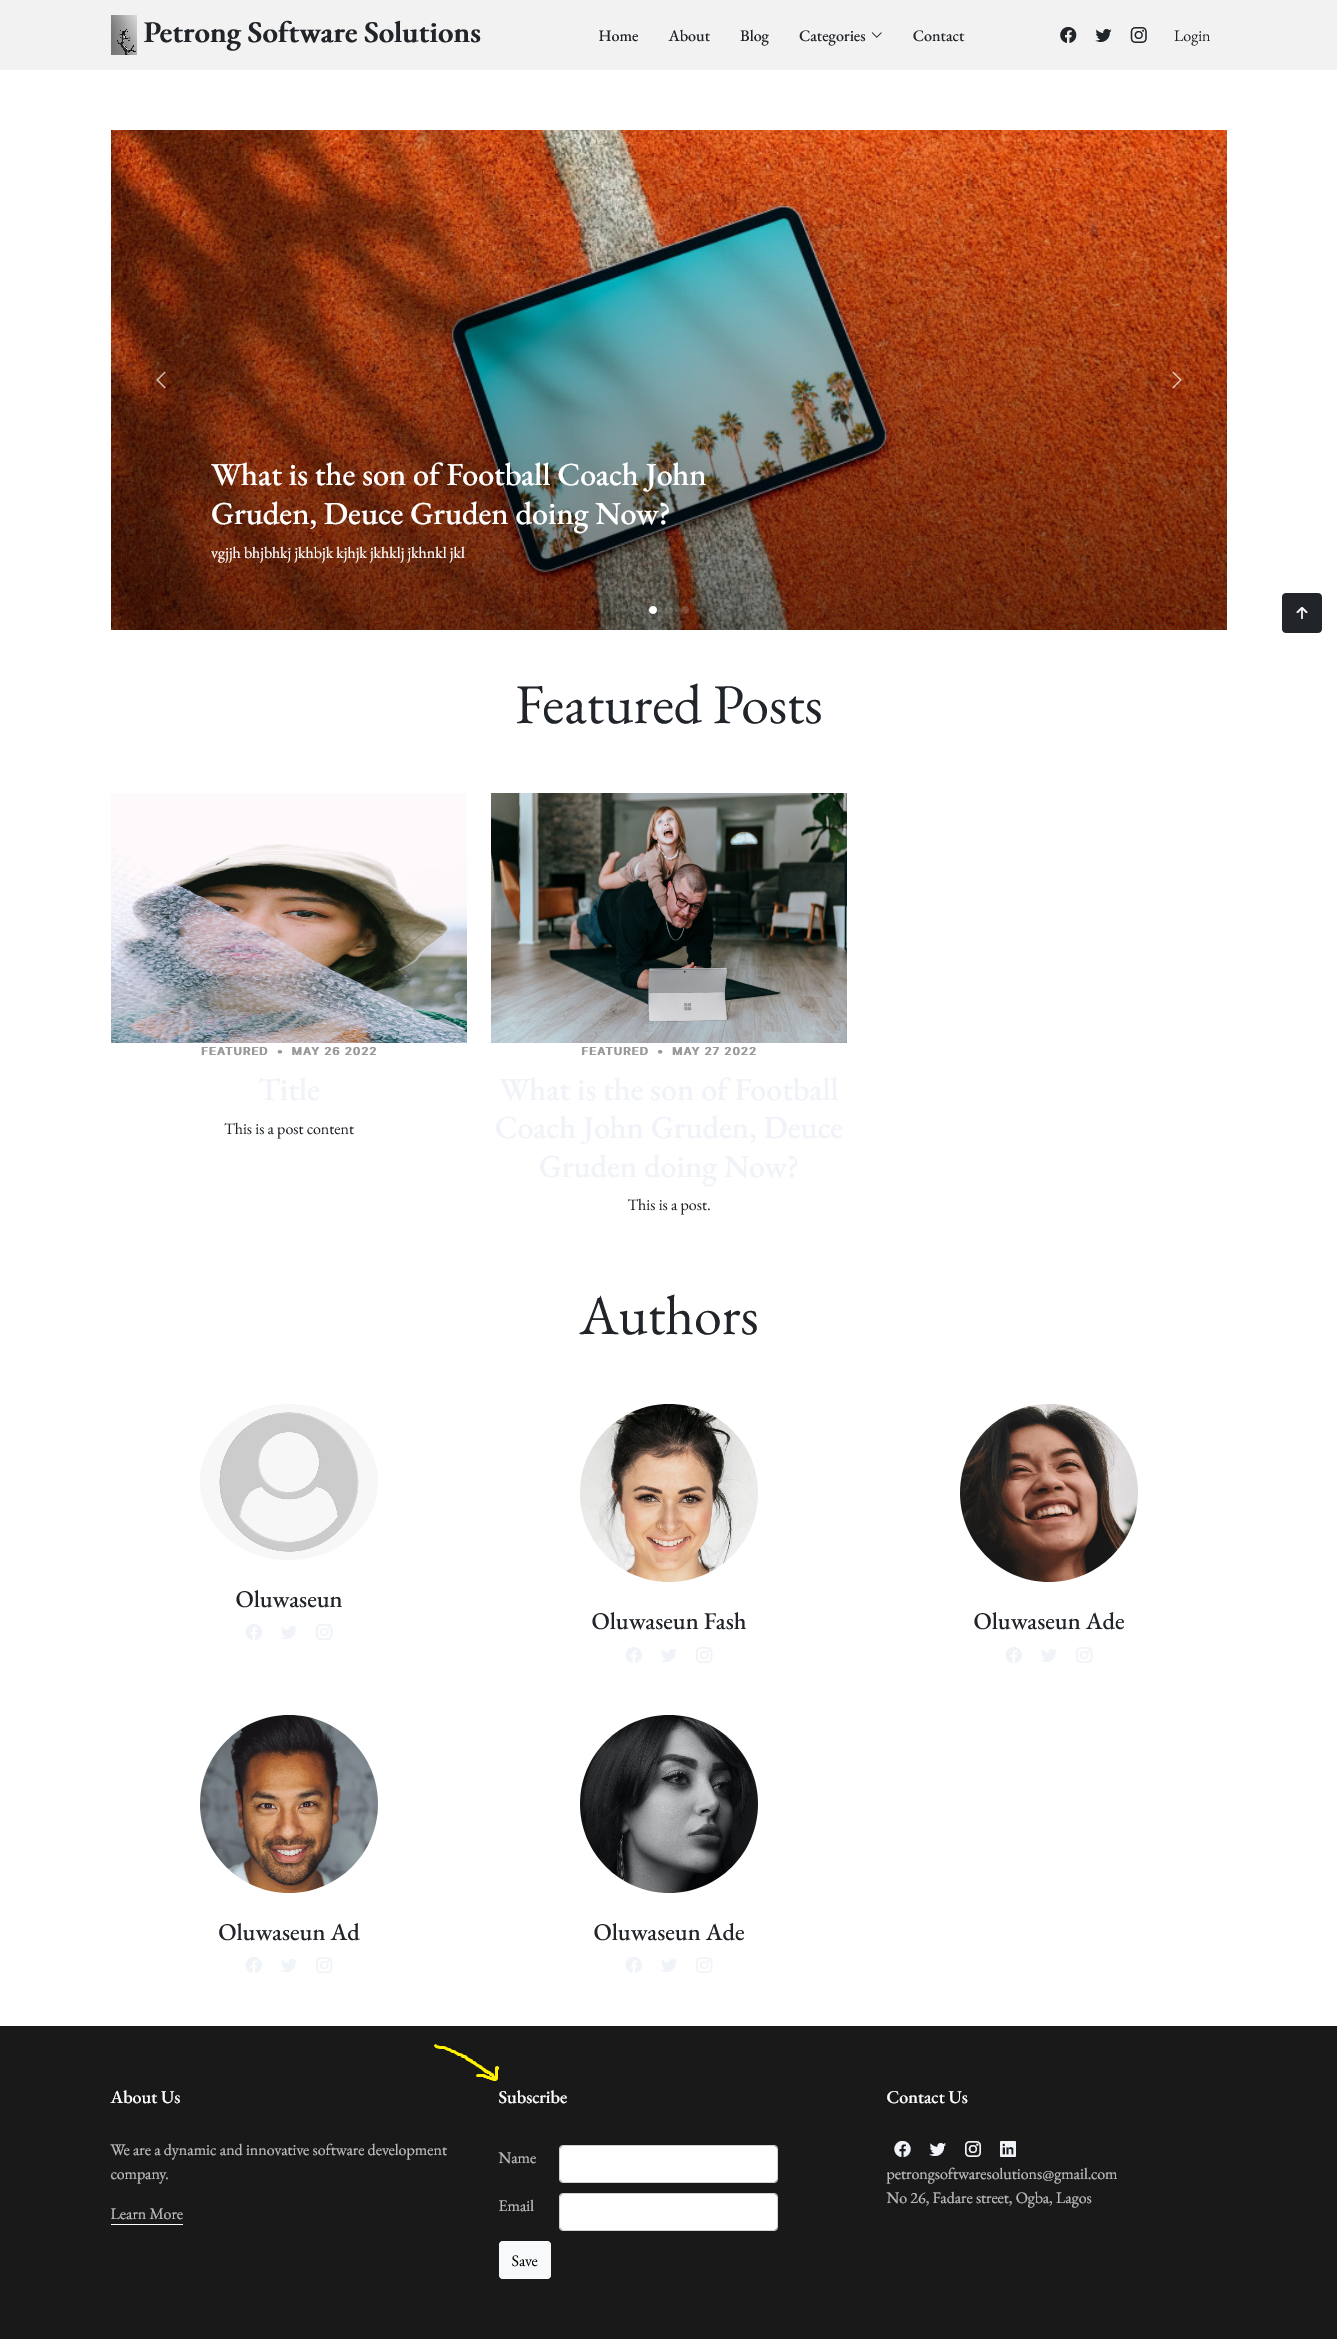 Petrong Software Solutions
Home About Blog Categories Contact Login
What is the son of Football Coach John
Gruden, Deuce Gruden doing Now?
vgjjh bhjbhkj jkhbjk kjhjk jkhklj jkhnkl jkl
Featured Posts
FEATURED • MAY 26 2022
Title
This is a post content
FEATURED • MAY 27 2022
What is the son of Football
Coach John Gruden, Deuce
Gruden doing Now?
This is a post.
Authors
Oluwaseun
Oluwaseun Fash
Oluwaseun Ade
Oluwaseun Ad
Oluwaseun Ade
About Us
We are a dynamic and innovative software development
company.
Learn More
Subscribe
Name
Email
Save
Contact Us
petrongsoftwaresolutions@gmail.com
No 26, Fadare street, Ogba, Lagos